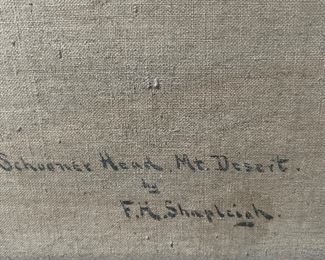 Schooner Head, Mt. Desert.
by
F.H. Shapleigh.